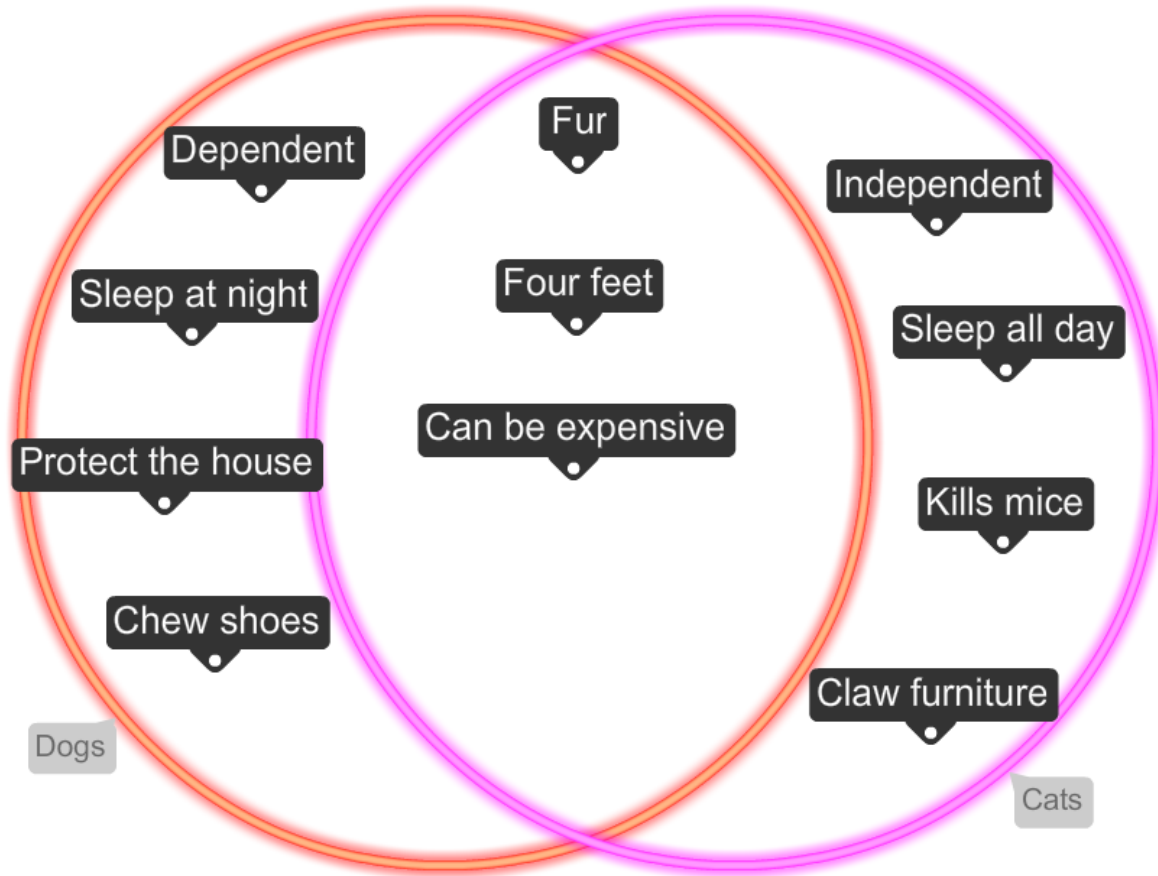 Fur
Dependent
Independent
Four feet
Sleep at night
Sleep all day
Can be expensive
Protect the house
Kills mice
Chew shoes
Claw furniture
Dogs
Cats